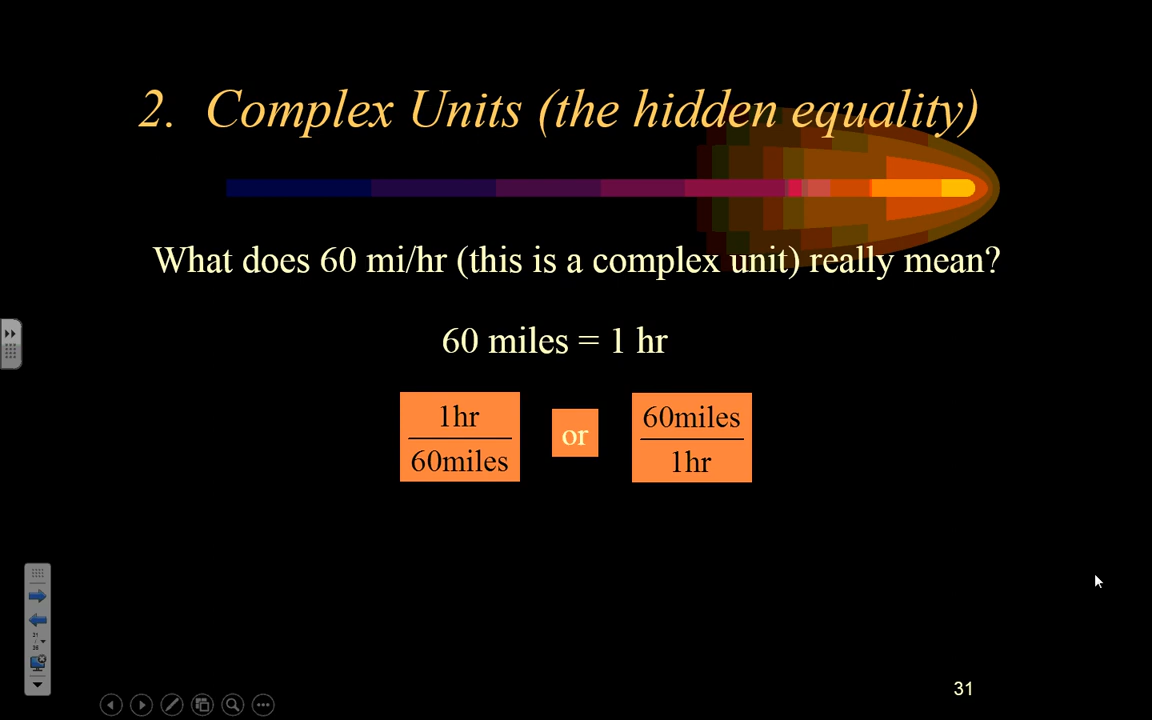 2. Complex Units (the hidden equality)
What does 60 mi/hr (this is a complex unit) really mean?
60 miles = 1 hr
1hr
60miles
or
60miles
1hr
31